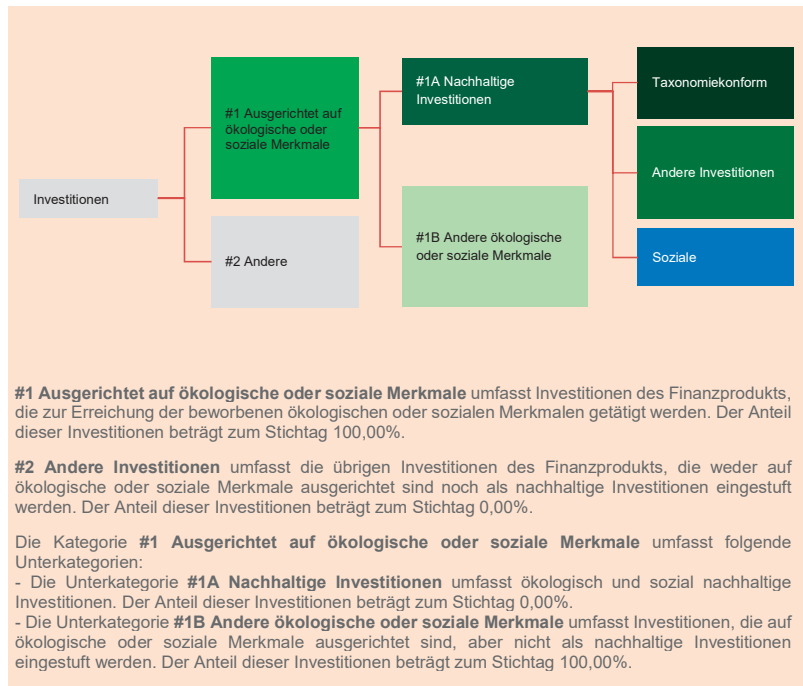 Investitionen
#1 Ausgerichtet auf
ökologische oder
soziale Merkmale
#2 Andere
#1A Nachhaltige
Investitionen
#1B Andere ökologische
oder soziale Merkmale
Taxonomiekonform
Andere Investitionen
Soziale
#1 Ausgerichtet auf ökologische oder soziale Merkmale umfasst Investitionen des Finanzprodukts,
die zur Erreichung der beworbenen ökologischen oder sozialen Merkmalen getätigt werden. Der Anteil
dieser Investitionen beträgt zum Stichtag 100,00%.
#2 Andere Investitionen umfasst die übrigen Investitionen des Finanzprodukts, die weder auf
ökologische oder soziale Merkmale ausgerichtet sind noch als nachhaltige Investitionen eingestuft
werden. Der Anteil dieser Investitionen beträgt zum Stichtag 0,00%.
Die Kategorie #1 Ausgerichtet auf ökologische oder soziale Merkmale umfasst folgende
Unterkategorien:
- Die Unterkategorie #1A Nachhaltige Investitionen umfasst ökologisch und sozial nachhaltige
Investitionen. Der Anteil dieser Investitionen beträgt zum Stichtag 0,00%.
- Die Unterkategorie #1B Andere ökologische oder soziale Merkmale umfasst Investitionen, die auf
ökologische oder soziale Merkmale ausgerichtet sind, aber nicht als nachhaltige Investitionen
eingestuft werden. Der Anteil dieser Investitionen beträgt zum Stichtag 100,00%.